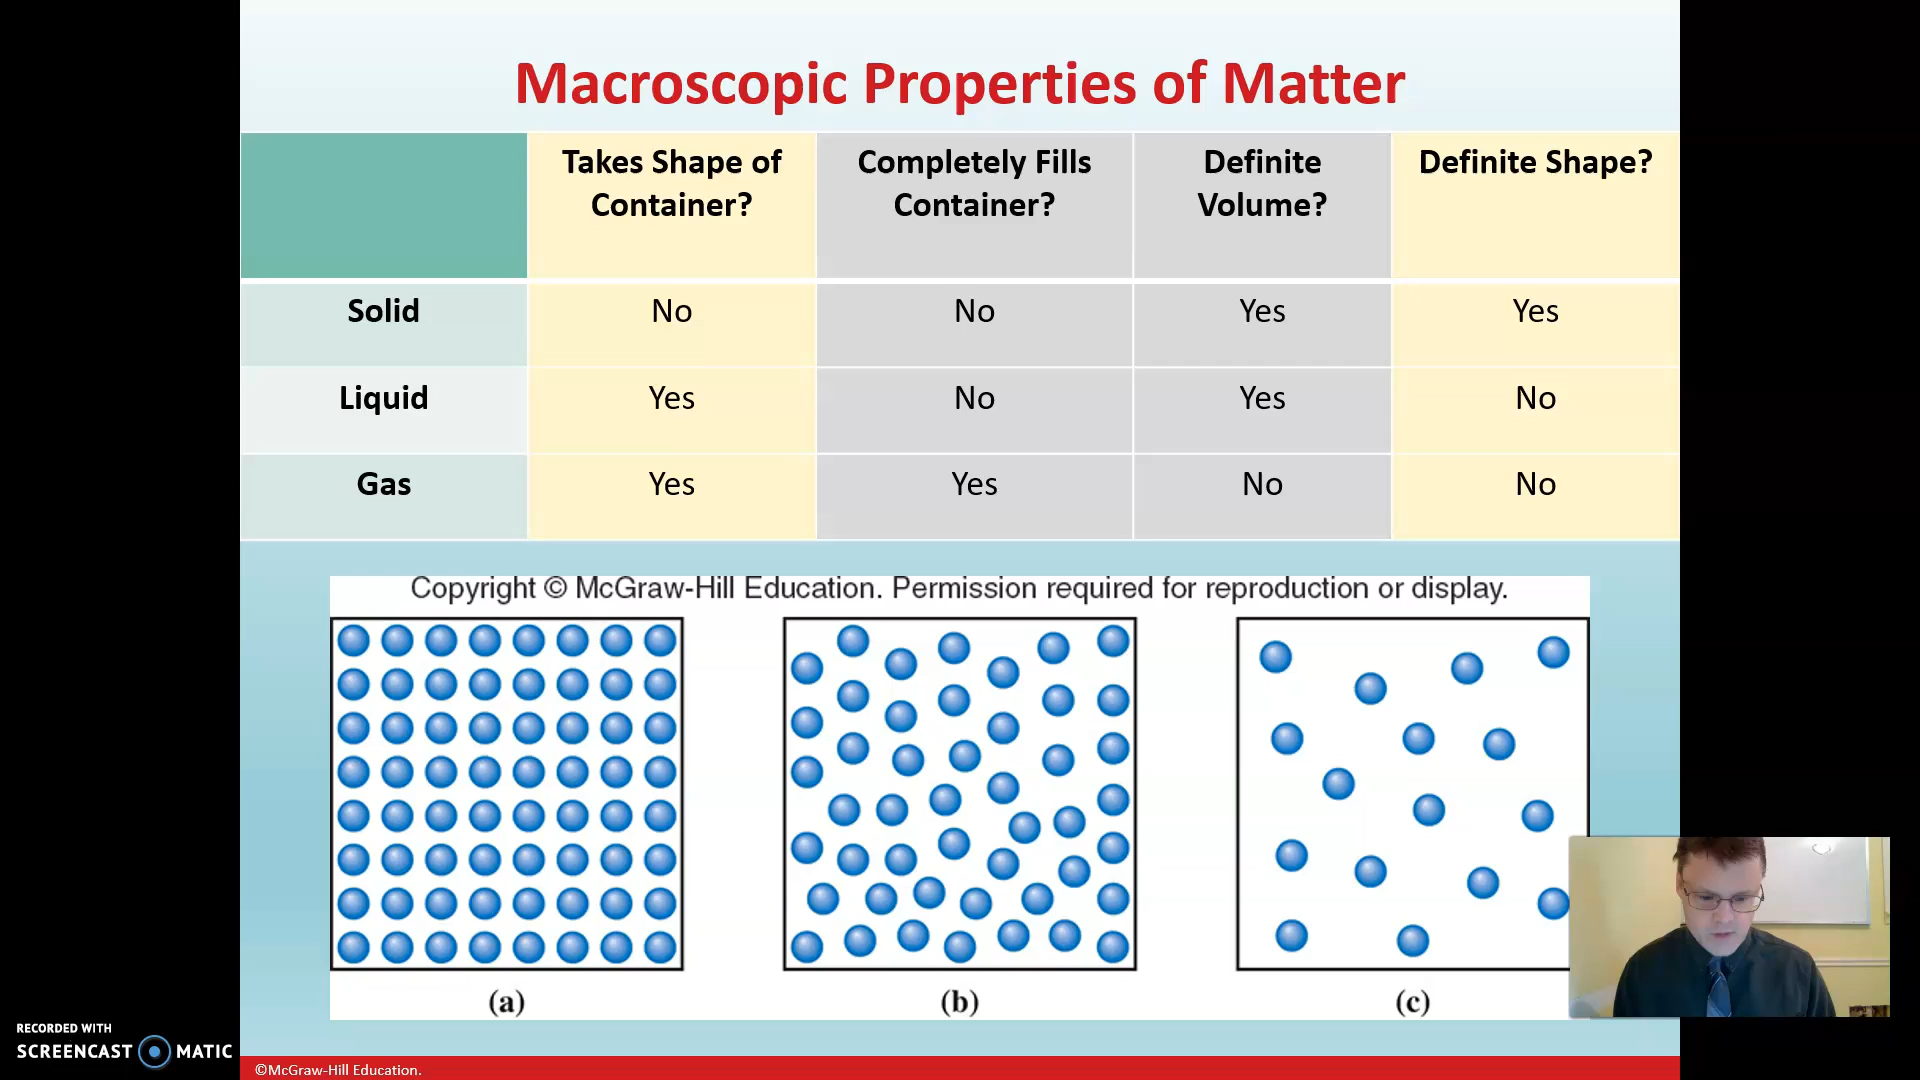 Macroscopic Properties of Matter
Takes Shape of Container?
Completely Fills Container?
Definite Volume?
Definite Shape?
Solid
No
No
Yes
Yes
Liquid
Yes
No
Yes
No
Gas
Yes
Yes
No
No
Copyright © McGraw-Hill Education. Permission required for reproduction or display.
(a)
(b)
(c)
RECORDED WITH
SCREENCAST MATIC
©McGraw-Hill Education.